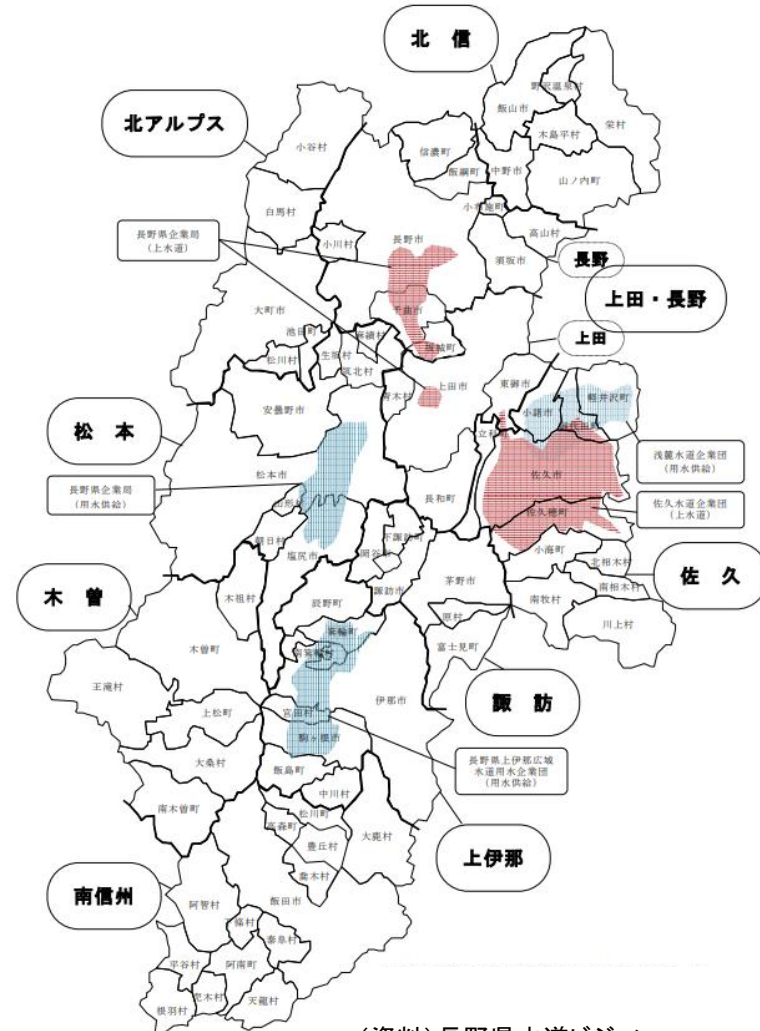 北 信
野沢温泉村
飯山市
北アルプス
栄村
木島平村
小谷村
信濃町
飯綱町
中野市
山ノ内町
白馬村
小布施町
高山村
長野県企業局
(上水道)
小川村
長野市
須坂市
長野
上田・長野
大町市
千曲市
池田町
麻績村
上田
坂城町
松川村
生坂村
筑北村
東御市
青木村
上田市
軽井沢町
小諸市
安曇野市
松 本
立科町
浅麓水道企業団
(用水供給)
佐久市
松本市
長野県企業局
(用水供給)
長和町
山形村
佐久水道企業団
(上水道)
佐久穂町
朝日村
下諏訪町
塩尻市
岡谷市
小海町
北相木村
佐 久
茅野市
南相木村
木 曽
諏訪市
木祖村
南牧村
辰野町
原村
川上村
箕輪町
木曽町
富士見町
南箕輪村
王滝村
伊那市
諏 訪
上松町
宮田村
駒ヶ根市
長野県上伊那広域
水道用水企業団
(用水供給)
大桑村
飯島町
中川村
南木曽町
松川町
高森町
大鹿村
豊丘村
上伊那
喬木村
南信州
飯田市
阿智村
下條村
泰阜村
平谷村
阿南町
売木村
天龍村
根羽村